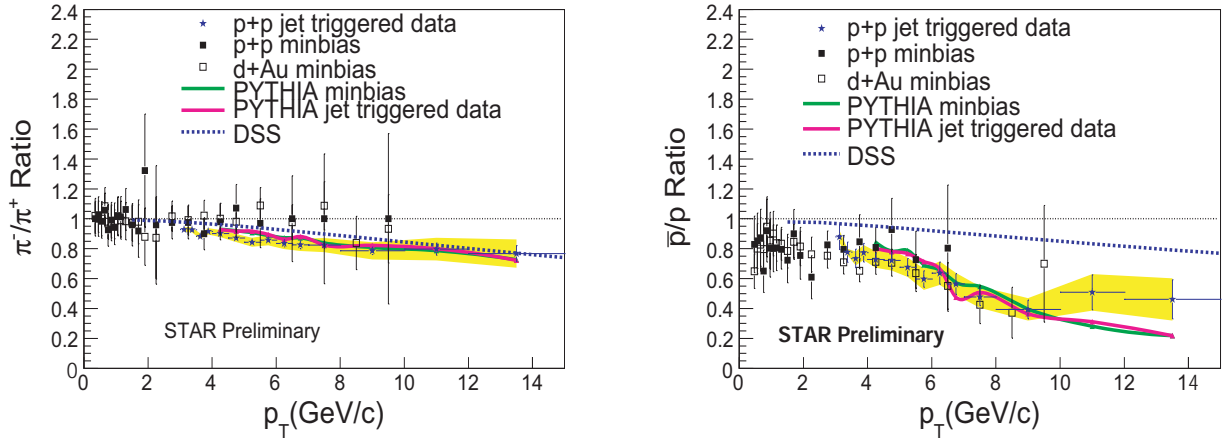 2.4
2.2
2
1.8
1.6
1.4
1.2
1
0.8
0.6
0.4
0.2
0
π⁻/π⁺ Ratio
p+p jet triggered data
p+p minbias
d+Au minbias
PYTHIA minbias
PYTHIA jet triggered data
DSS
STAR Preliminary
0 2 4 6 8 10 12 14
p_T(GeV/c)
2.4
2.2
2
1.8
1.6
1.4
1.2
1
0.8
0.6
0.4
0.2
0
p̅/p Ratio
p+p jet triggered data
p+p minbias
d+Au minbias
PYTHIA minbias
PYTHIA jet triggered data
DSS
STAR Preliminary
0 2 4 6 8 10 12 14
p_T(GeV/c)